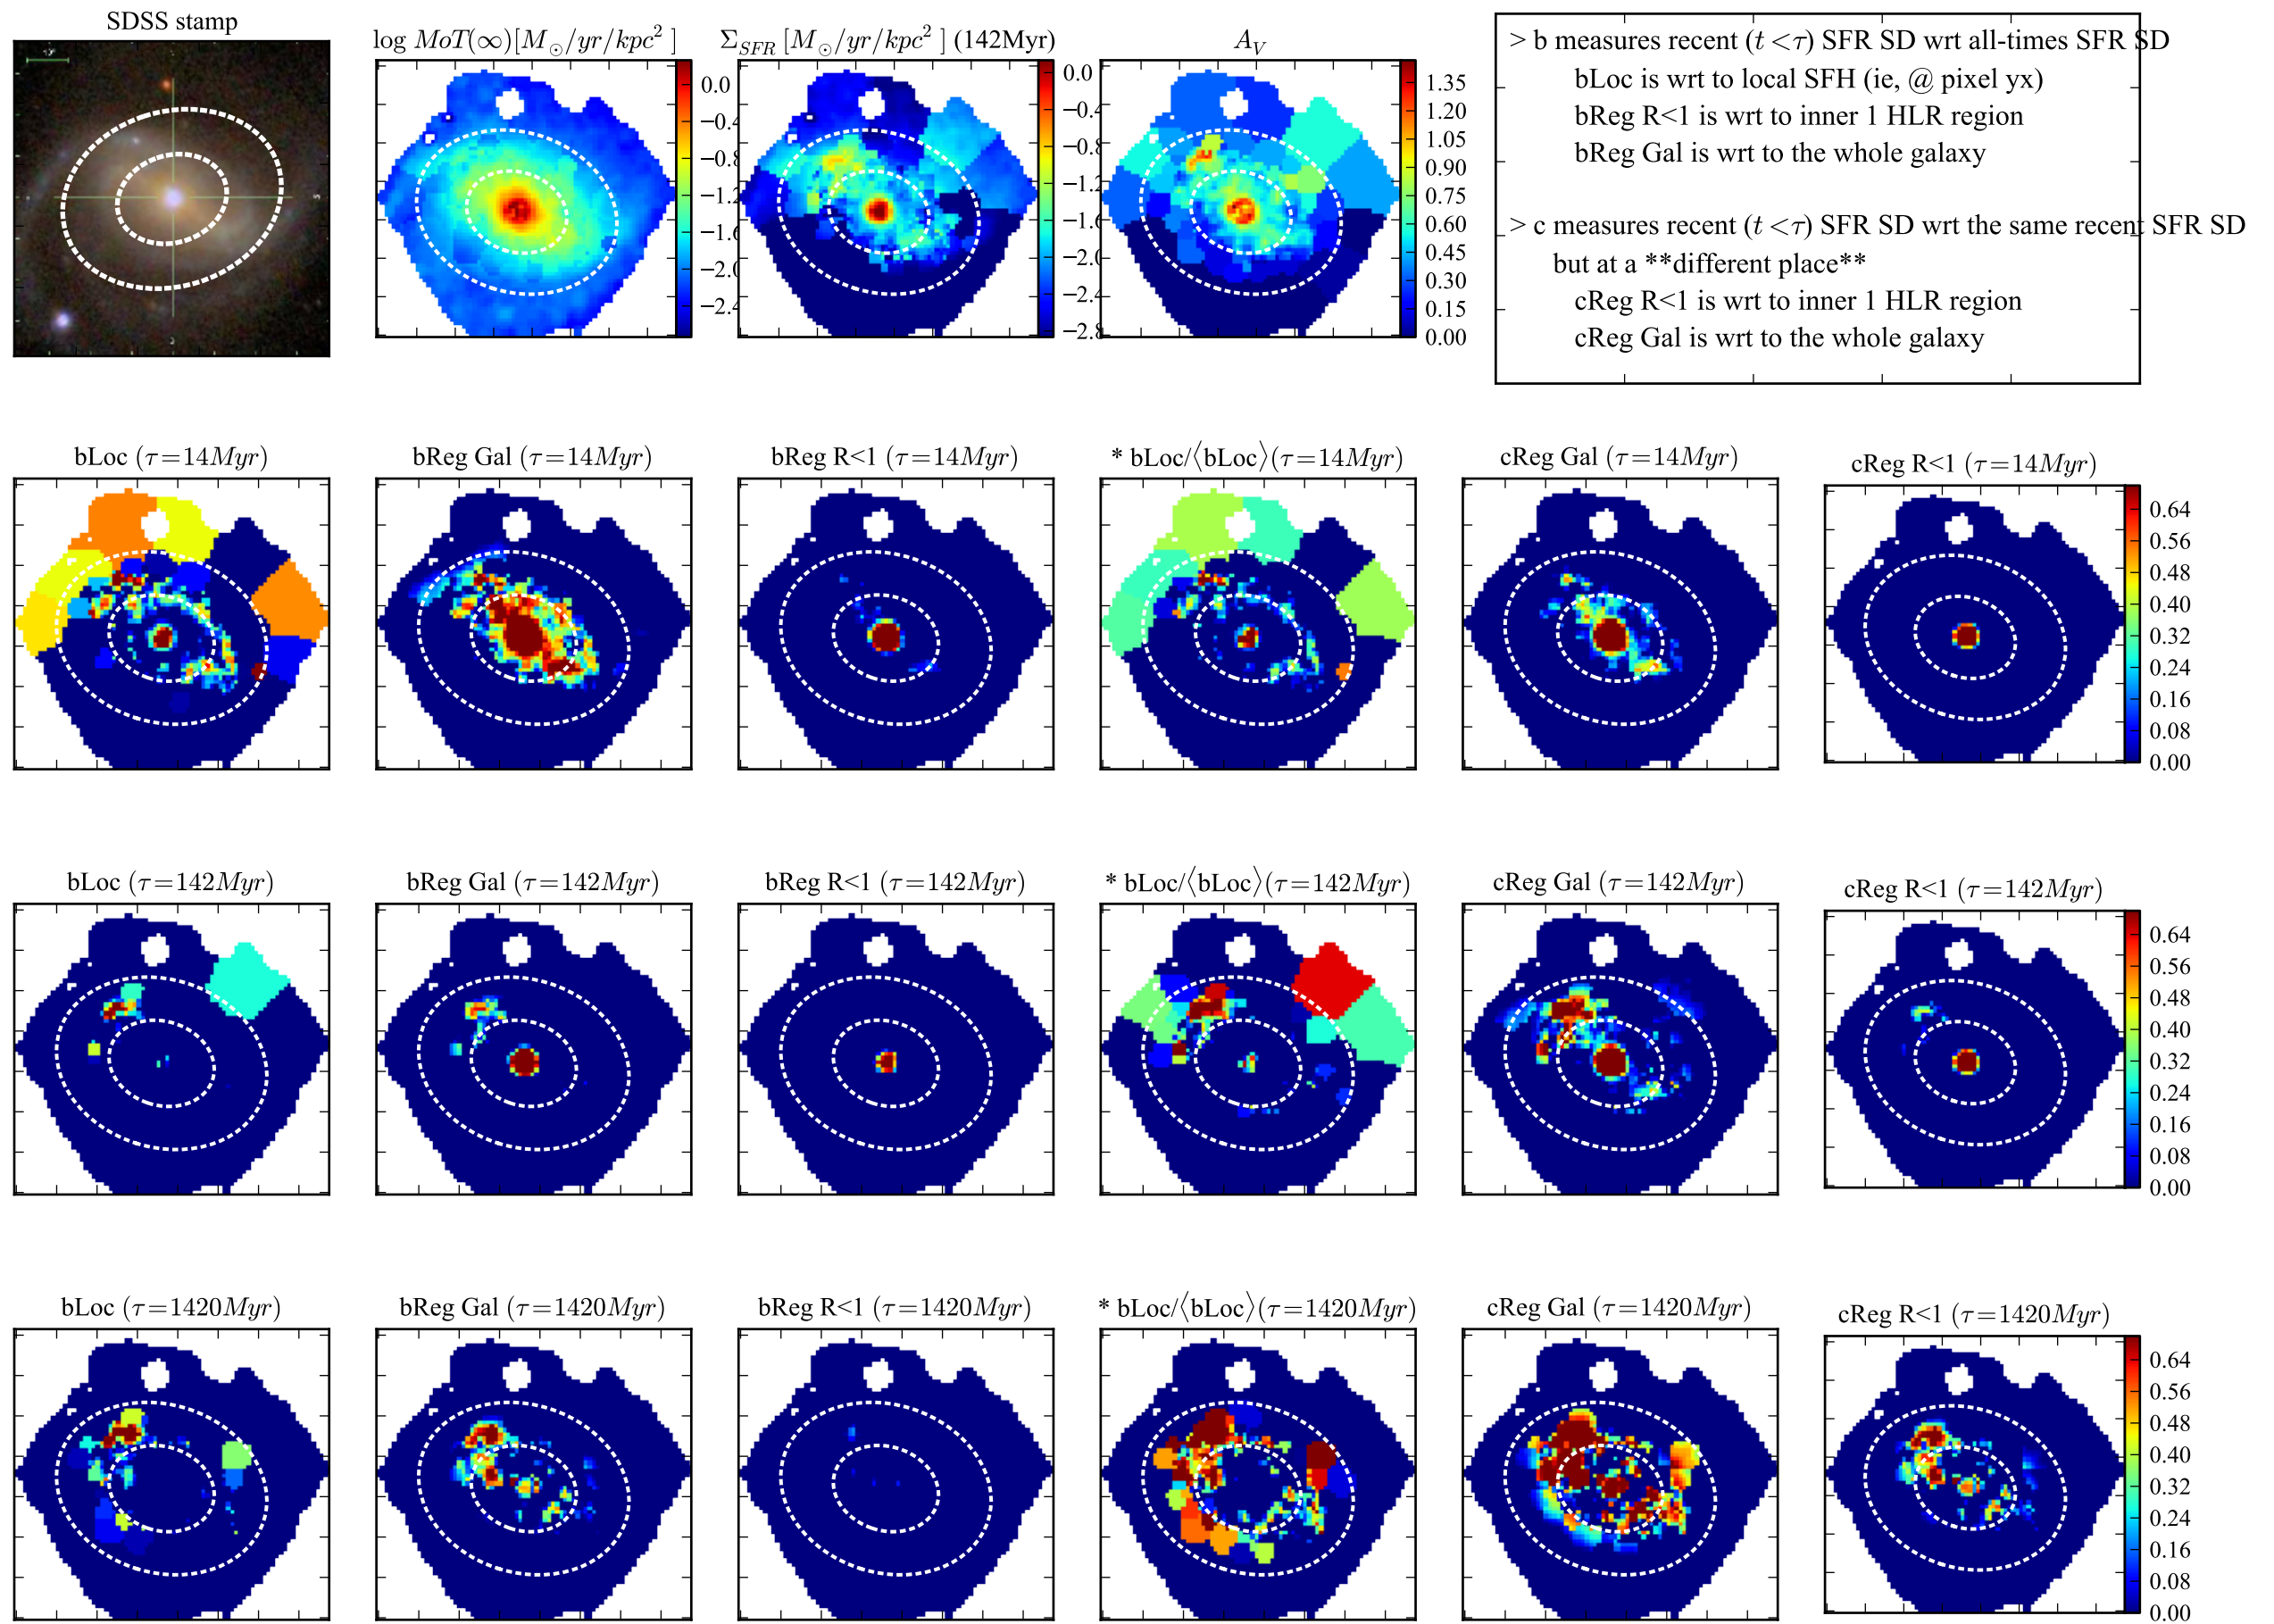 SDSS stamp
log MoT(∞)[M⊙/yr/kpc² ]
Σ_SFR [M⊙/yr/kpc² ] (142Myr)
A_V
0.0
−0.4
−0.8
−1.2
−1.6
−2.0
−2.4
0.0
−0.4
−0.8
−1.2
−1.6
−2.0
−2.4
−2.8
1.35
1.20
1.05
0.90
0.75
0.60
0.45
0.30
0.15
0.00
> b measures recent (t <τ) SFR SD wrt all-times SFR SD
bLoc is wrt to local SFH (ie, @ pixel yx)
bReg R<1 is wrt to inner 1 HLR region
bReg Gal is wrt to the whole galaxy
> c measures recent (t <τ) SFR SD wrt the same recent SFR SD
but at a **different place**
cReg R<1 is wrt to inner 1 HLR region
cReg Gal is wrt to the whole galaxy
bLoc (τ=14Myr)
bReg Gal (τ=14Myr)
bReg R<1 (τ=14Myr)
* bLoc/⟨bLoc⟩(τ=14Myr)
cReg Gal (τ=14Myr)
cReg R<1 (τ=14Myr)
0.64
0.56
0.48
0.40
0.32
0.24
0.16
0.08
0.00
bLoc (τ=142Myr)
bReg Gal (τ=142Myr)
bReg R<1 (τ=142Myr)
* bLoc/⟨bLoc⟩(τ=142Myr)
cReg Gal (τ=142Myr)
cReg R<1 (τ=142Myr)
0.64
0.56
0.48
0.40
0.32
0.24
0.16
0.08
0.00
bLoc (τ=1420Myr)
bReg Gal (τ=1420Myr)
bReg R<1 (τ=1420Myr)
* bLoc/⟨bLoc⟩(τ=1420Myr)
cReg Gal (τ=1420Myr)
cReg R<1 (τ=1420Myr)
0.64
0.56
0.48
0.40
0.32
0.24
0.16
0.08
0.00